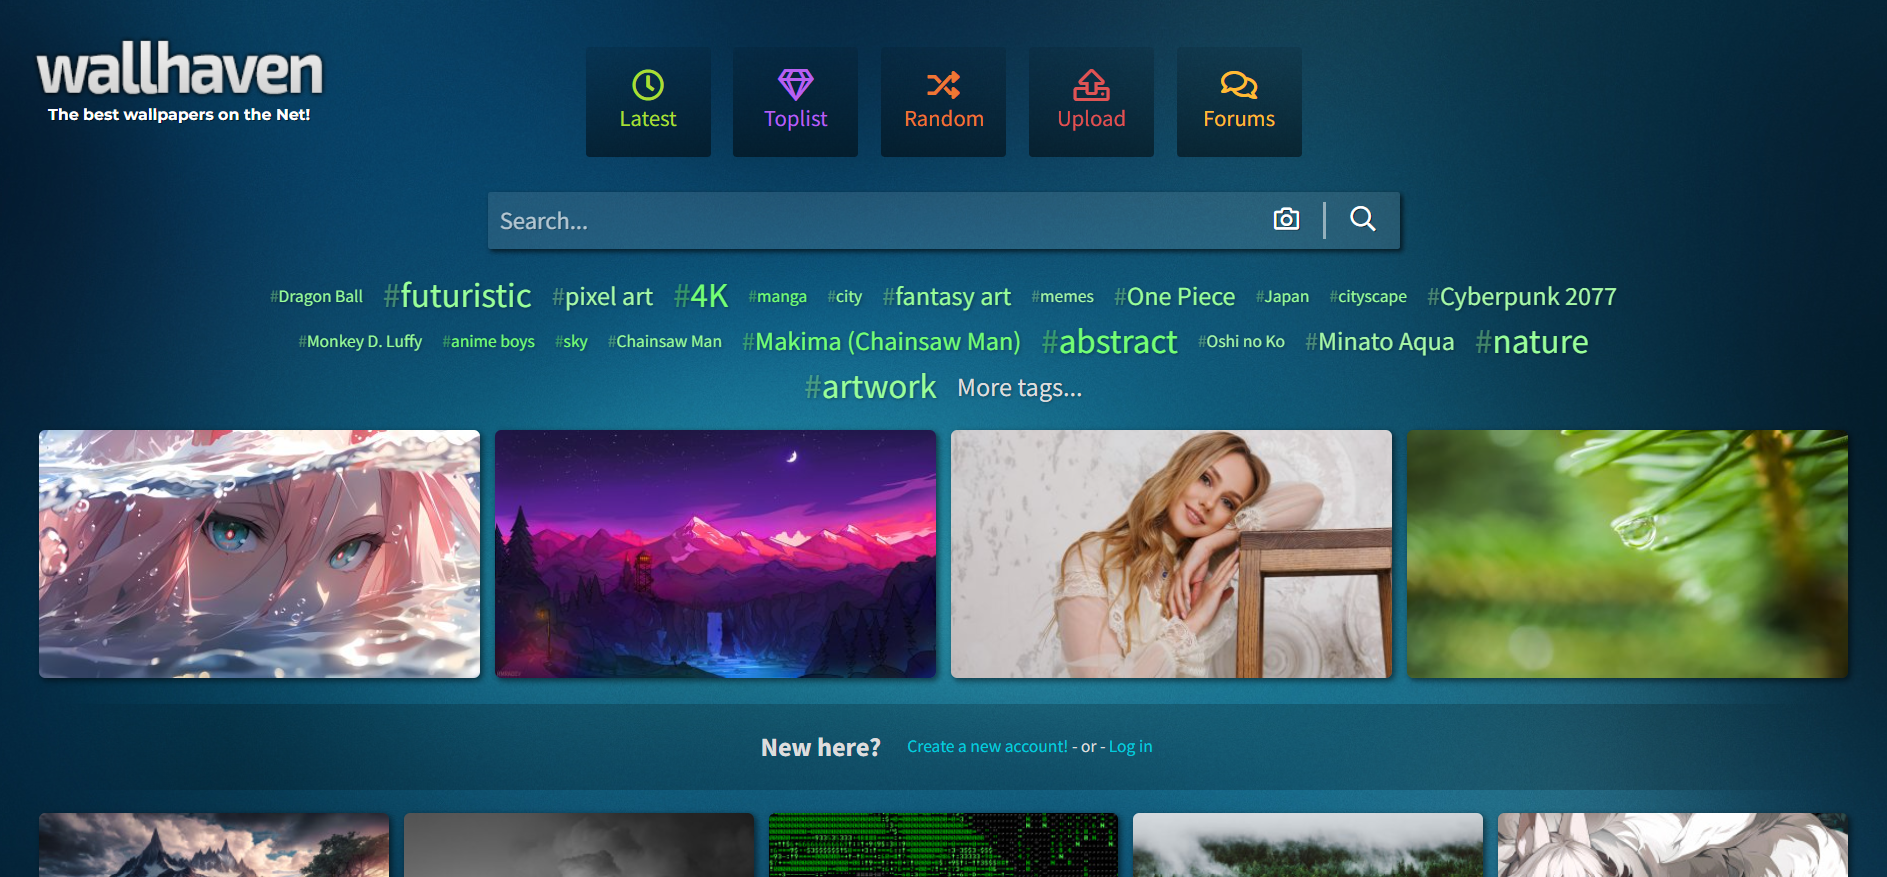 wallhaven
The best wallpapers on the Net!
Latest
Toplist
Random
Upload
Forums
Search...
#Dragon Ball #futuristic #pixel art #4K #manga #city #fantasy art #memes #One Piece #Japan #cityscape #Cyberpunk 2077
#Monkey D. Luffy #anime boys #sky #Chainsaw Man #Makima (Chainsaw Man) #abstract #Oshi no Ko #Minato Aqua #nature
#artwork More tags...
New here? Create a new account! - or - Log in